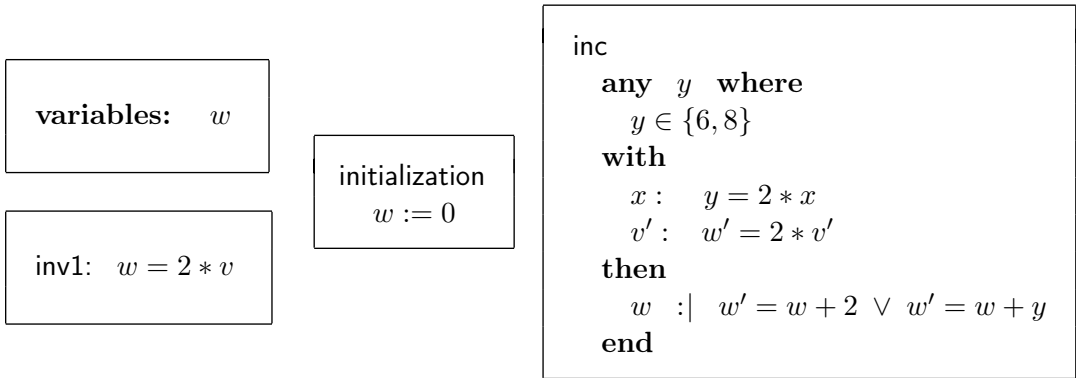 variables: w
inv1: w = 2 ∗ v
initialization
w := 0
inc
any y where
y ∈ {6, 8}
with
x : y = 2 ∗ x
v′ : w′ = 2 ∗ v′
then
w :| w′ = w + 2 ∨ w′ = w + y
end